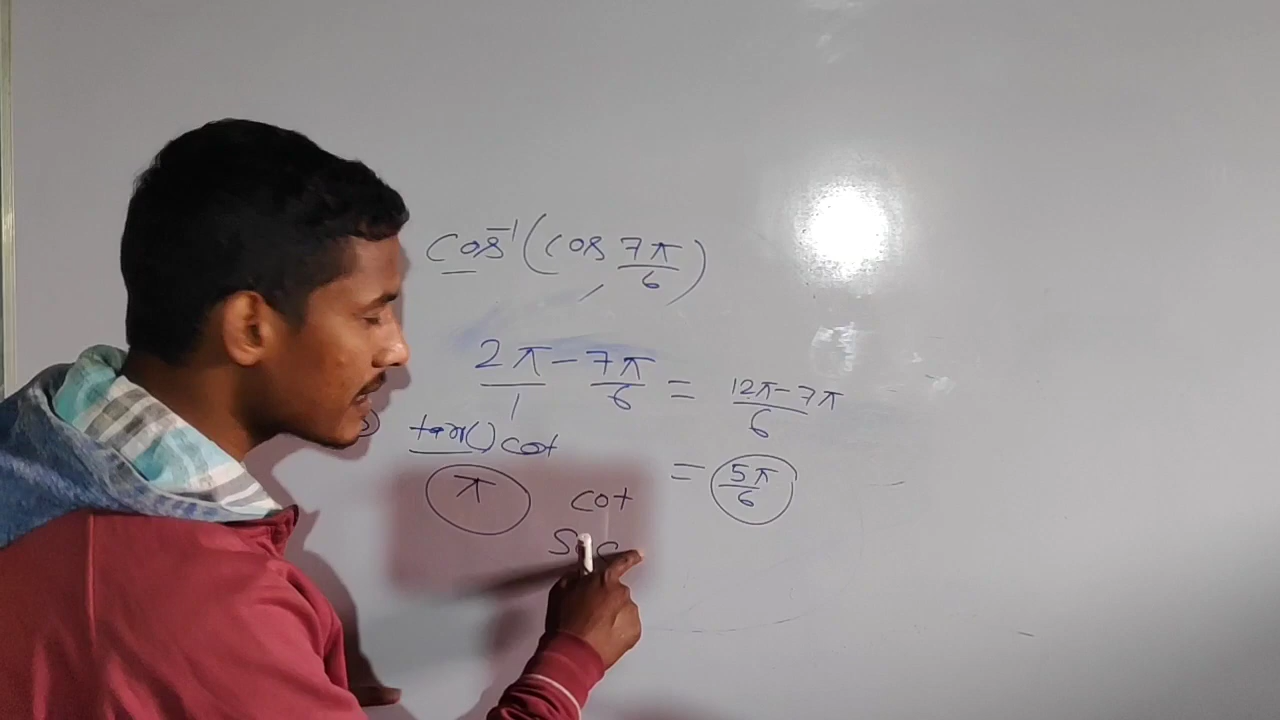 cos⁻¹(cos 7π/6)
2π/1 - 7π/6 = 12π-7π/6
tan() cot
= 5π/6
π
cot